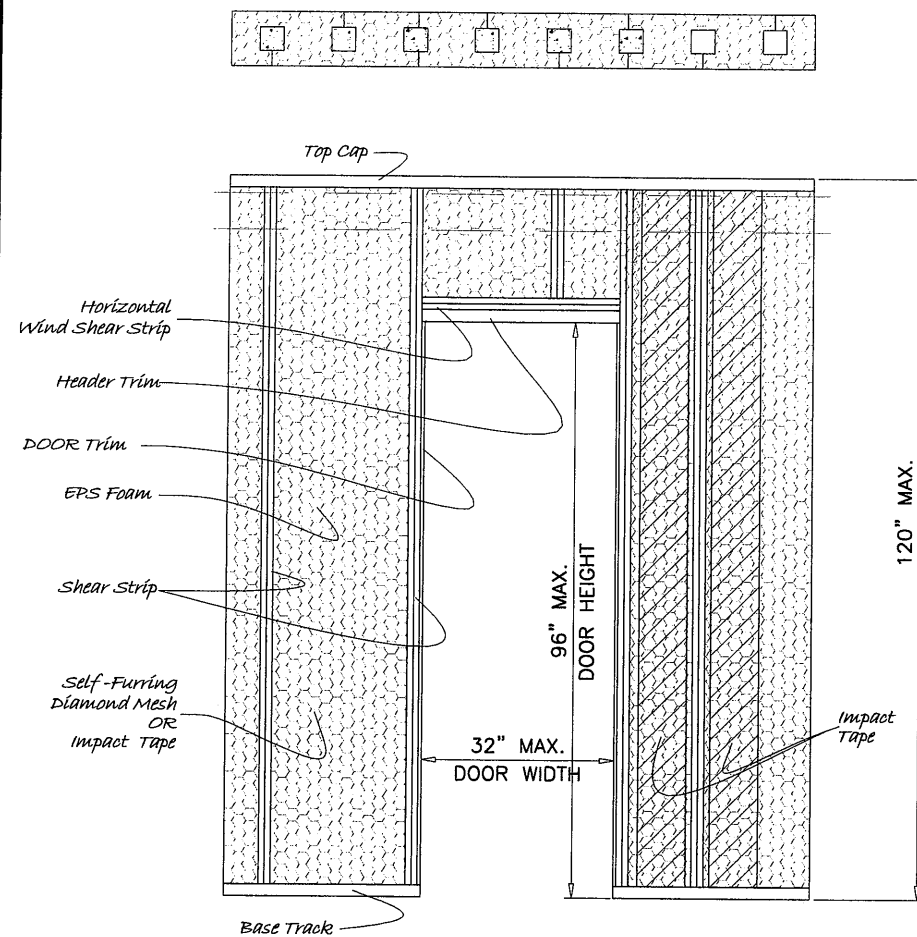 Top Cap
Horizontal
Wind Shear Strip
Header Trim
DOOR Trim
EPS Foam
Shear Strip
Self-Furring
Diamond Mesh
OR
Impact Tape
Base Track
32" MAX.
DOOR WIDTH
96" MAX.
DOOR HEIGHT
Impact
Tape
120" MAX.